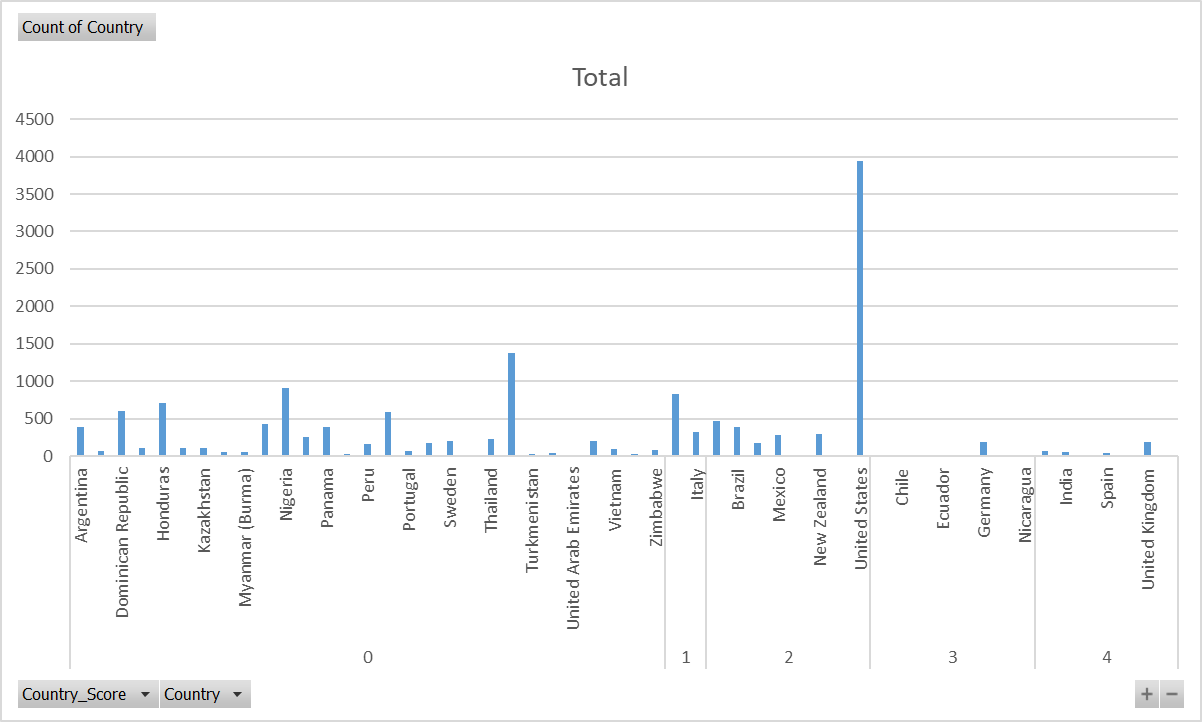 Count of Country
Total
4500
4000
3500
3000
2500
2000
1500
1000
500
0
Argentina
Dominican Republic
Honduras
Kazakhstan
Myanmar (Burma)
Nigeria
Panama
Peru
Portugal
Sweden
Thailand
Turkmenistan
United Arab Emirates
Vietnam
Zimbabwe
Italy
Brazil
Mexico
New Zealand
United States
Chile
Ecuador
Germany
Nicaragua
India
Spain
United Kingdom
0 1 2 3 4
Country_Score Country + −